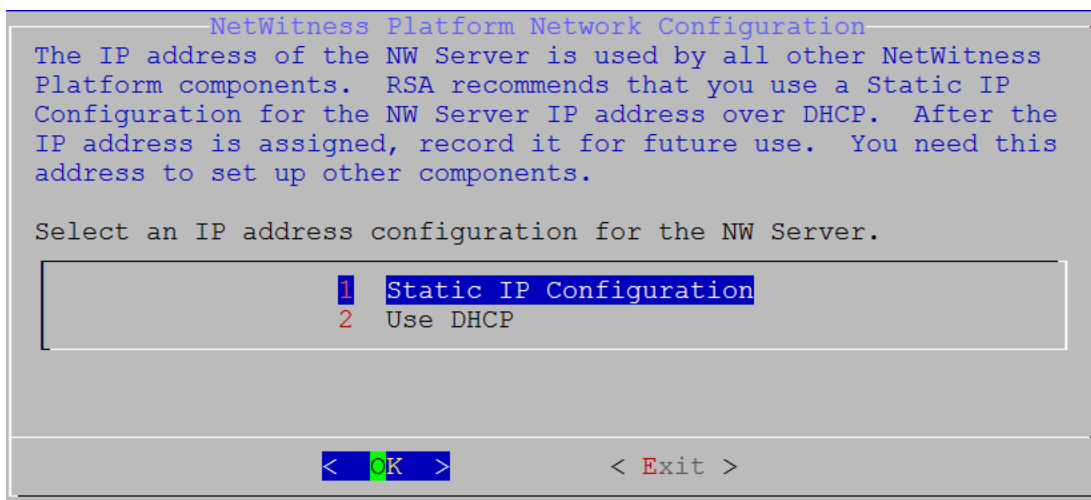 NetWitness Platform Network Configuration
The IP address of the NW Server is used by all other NetWitness
Platform components.  RSA recommends that you use a Static IP
Configuration for the NW Server IP address over DHCP.  After the
IP address is assigned, record it for future use.  You need this
address to set up other components.
Select an IP address configuration for the NW Server.
1  Static IP Configuration
2  Use DHCP
<  OK  > < Exit >